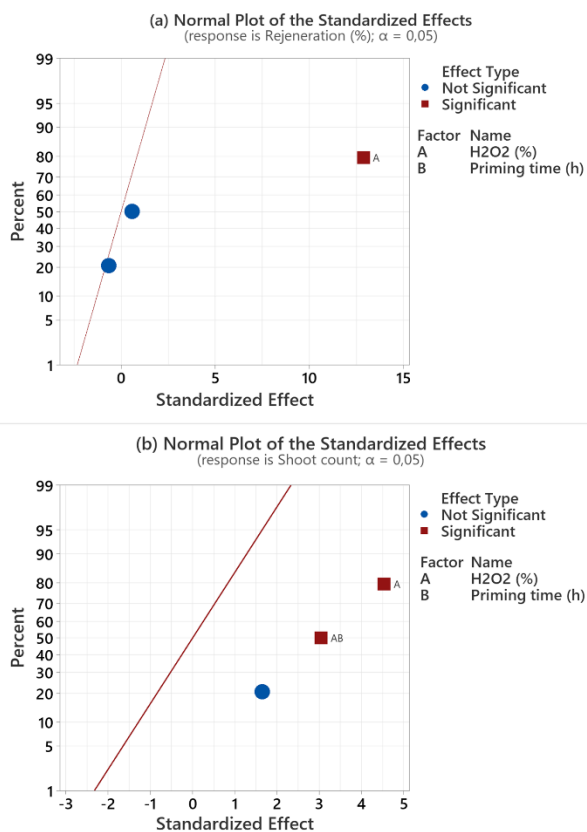 (a) Normal Plot of the Standardized Effects
(response is Rejeneration (%); α = 0,05)
99
95
90
80
70
60
50
40
30
20
10
5
1
Percent
A
0
5
10
15
Standardized Effect
Effect Type
Not Significant
Significant
Factor Name
A H2O2 (%)
B Priming time (h)
(b) Normal Plot of the Standardized Effects
(response is Shoot count; α = 0,05)
99
95
90
80
70
60
50
40
30
20
10
5
1
Percent
A
AB
-3 -2 -1 0 1 2 3 4 5
Standardized Effect
Effect Type
Not Significant
Significant
Factor Name
A H2O2 (%)
B Priming time (h)